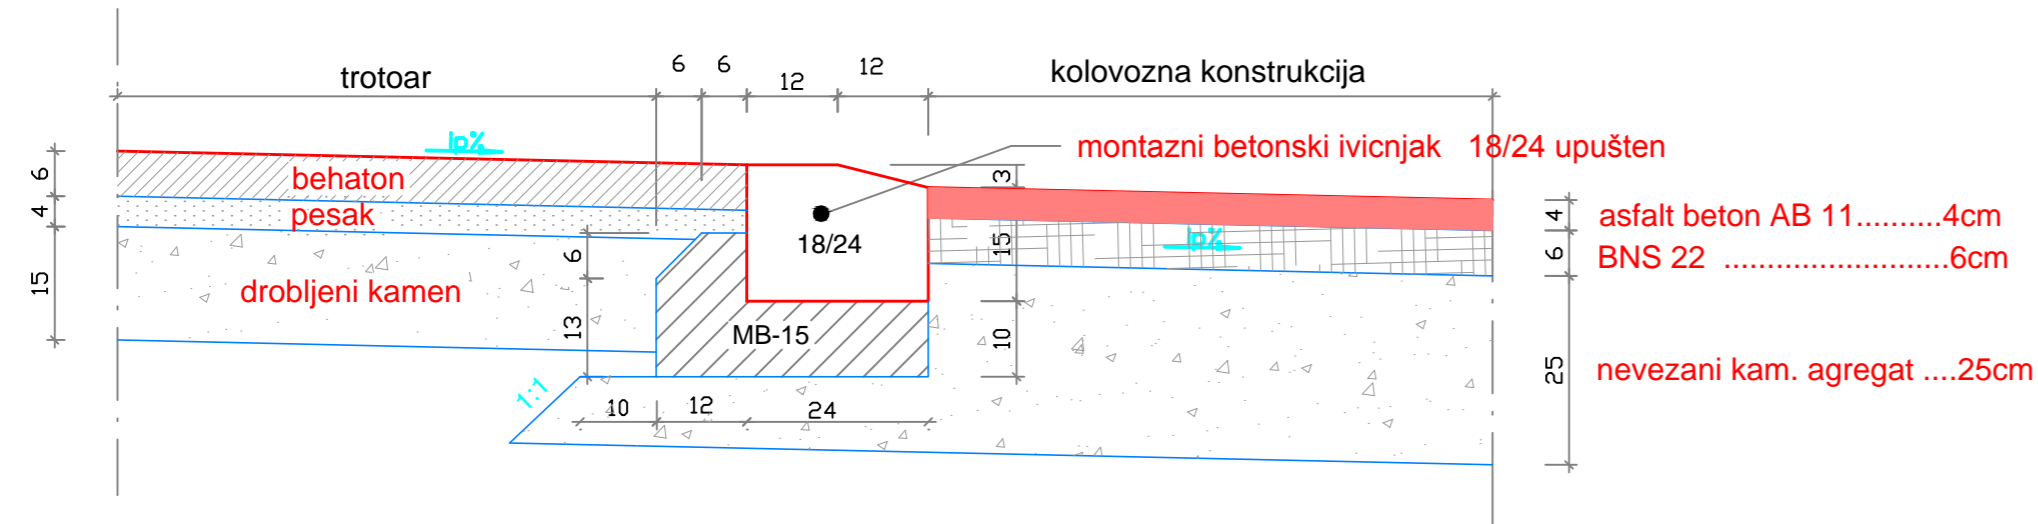 6 6 12 12
trotoar
kolovozna konstrukcija
ip%
montazni betonski ivicnjak 18/24 upušten
6
behaton
3
4
pesak
4
asfalt beton AB 11..........4cm
18/24
15
ip%
6
BNS 22 ..........................6cm
6
15
drobljeni kamen
13
MB-15
10
25
nevezani kam. agregat ....25cm
1:1
10 12 24